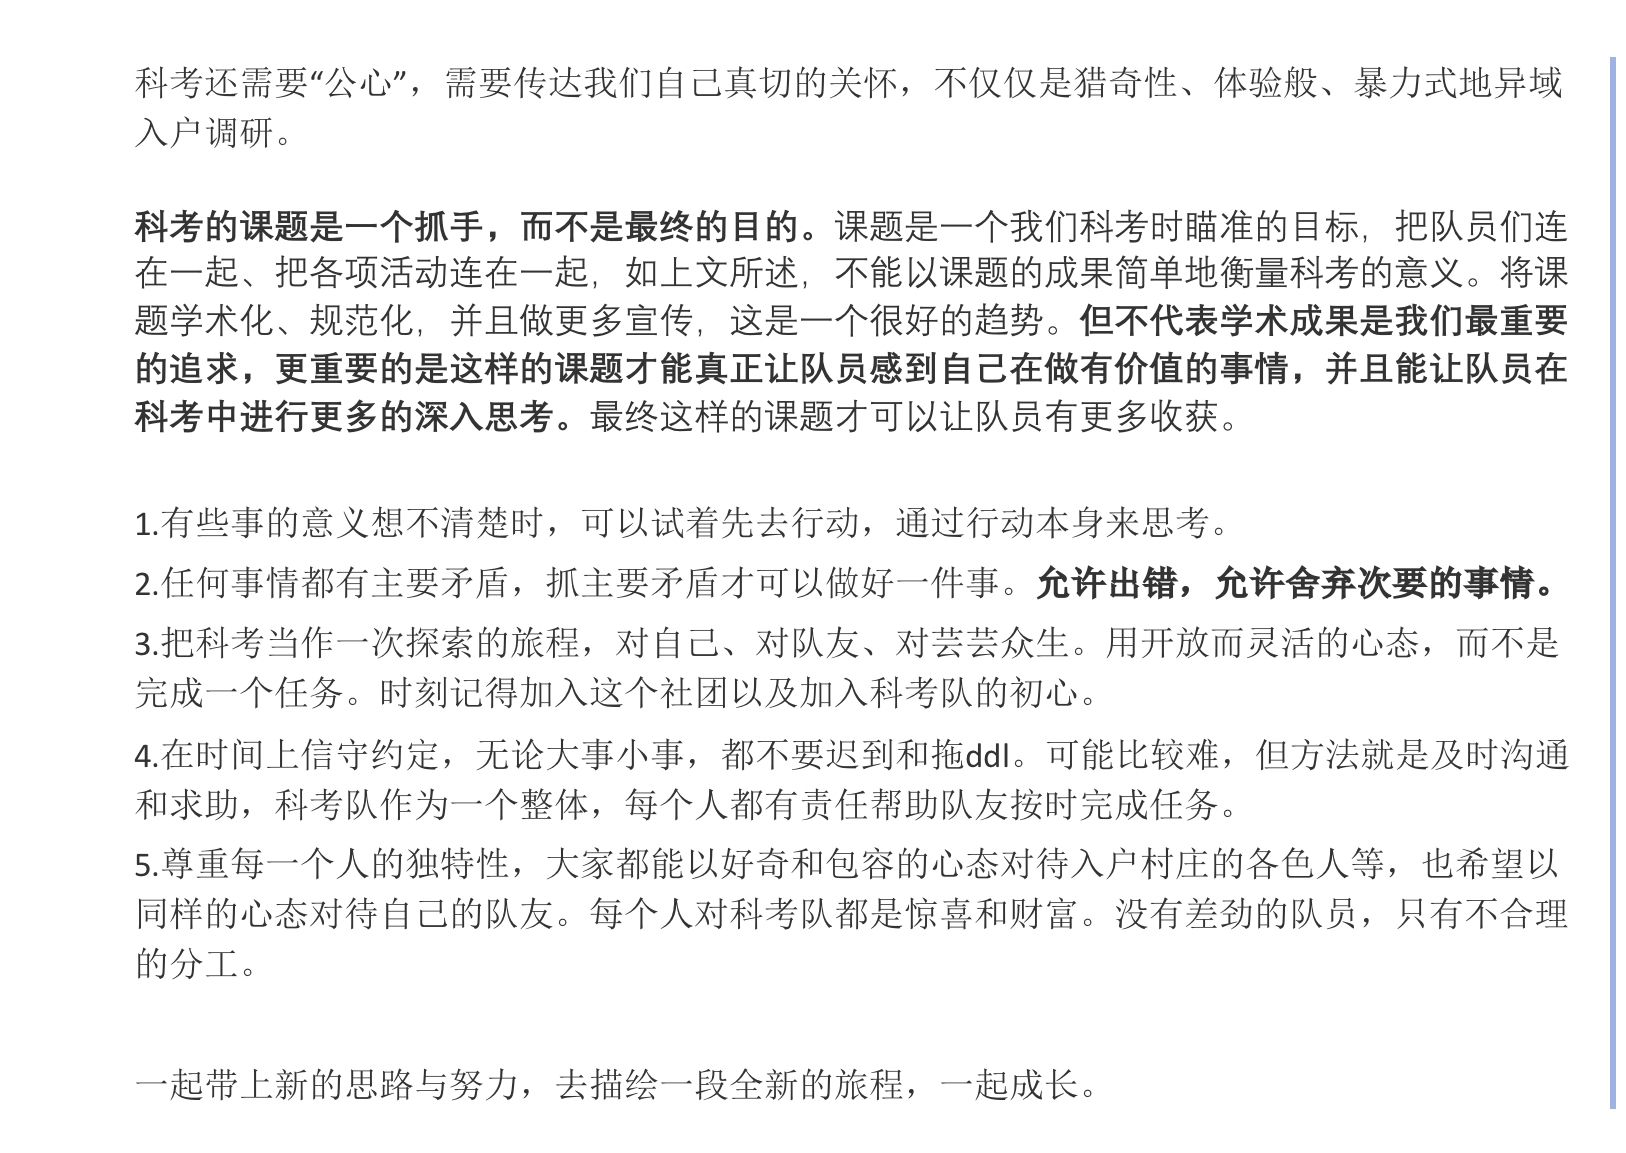 科考还需要“公心”，需要传达我们自己真切的关怀，不仅仅是猎奇性、体验般、暴力式地异域
入户调研。
科考的课题是一个抓手，而不是最终的目的。课题是一个我们科考时瞄准的目标，把队员们连
在一起、把各项活动连在一起，如上文所述，不能以课题的成果简单地衡量科考的意义。将课
题学术化、规范化，并且做更多宣传，这是一个很好的趋势。但不代表学术成果是我们最重要
的追求，更重要的是这样的课题才能真正让队员感到自己在做有价值的事情，并且能让队员在
科考中进行更多的深入思考。最终这样的课题才可以让队员有更多收获。
1.有些事的意义想不清楚时，可以试着先去行动，通过行动本身来思考。
2.任何事情都有主要矛盾，抓主要矛盾才可以做好一件事。允许出错，允许舍弃次要的事情。
3.把科考当作一次探索的旅程，对自己、对队友、对芸芸众生。用开放而灵活的心态，而不是
完成一个任务。时刻记得加入这个社团以及加入科考队的初心。
4.在时间上信守约定，无论大事小事，都不要迟到和拖ddl。可能比较难，但方法就是及时沟通
和求助，科考队作为一个整体，每个人都有责任帮助队友按时完成任务。
5.尊重每一个人的独特性，大家都能以好奇和包容的心态对待入户村庄的各色人等，也希望以
同样的心态对待自己的队友。每个人对科考队都是惊喜和财富。没有差劲的队员，只有不合理
的分工。
一起带上新的思路与努力，去描绘一段全新的旅程，一起成长。